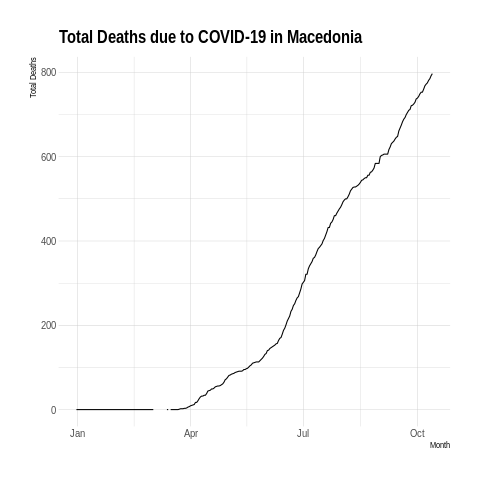 Total Deaths due to COVID-19 in Macedonia
Total Deaths
800
600
400
200
0
Jan Apr Jul Oct
Month